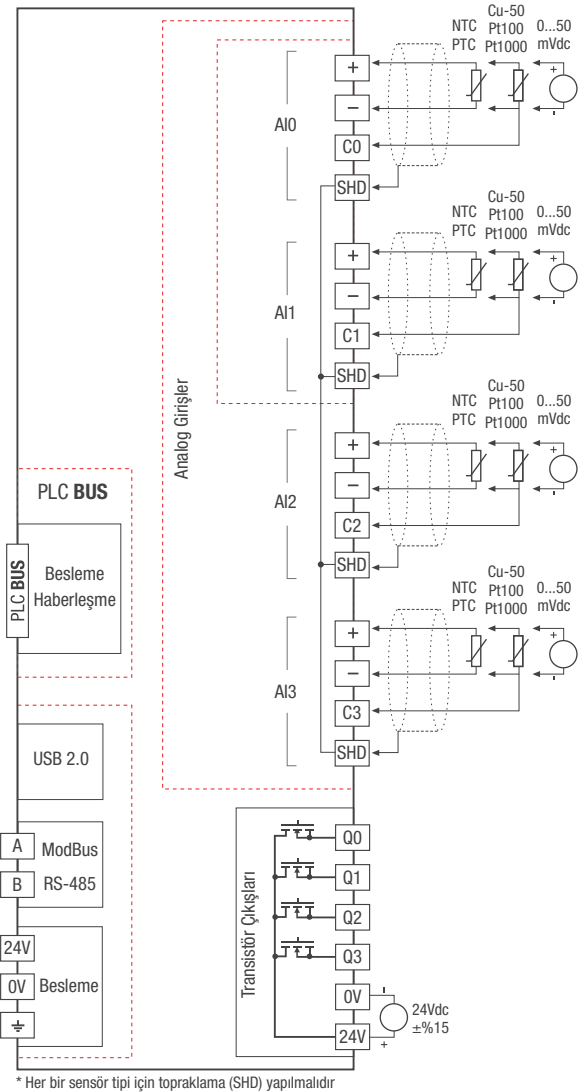 Cu-50
NTC Pt100 0...50
PTC Pt1000 mVdc
+
+
−
-
AI0
C0
SHD
Cu-50
NTC Pt100 0...50
PTC Pt1000 mVdc
+
+
−
-
AI1
C1
SHD
Cu-50
NTC Pt100 0...50
PTC Pt1000 mVdc
+
+
−
-
AI2
C2
SHD
Cu-50
NTC Pt100 0...50
PTC Pt1000 mVdc
+
+
−
-
AI3
C3
SHD
Analog Girişler
PLC BUS
PLC BUS
Besleme
Haberleşme
USB 2.0
A
B
ModBus
RS-485
24V
0V
Besleme
Transistör Çıkışları
Q0
Q1
Q2
Q3
0V
24V
-
+
24Vdc
±%15
* Her bir sensör tipi için topraklama (SHD) yapılmalıdır